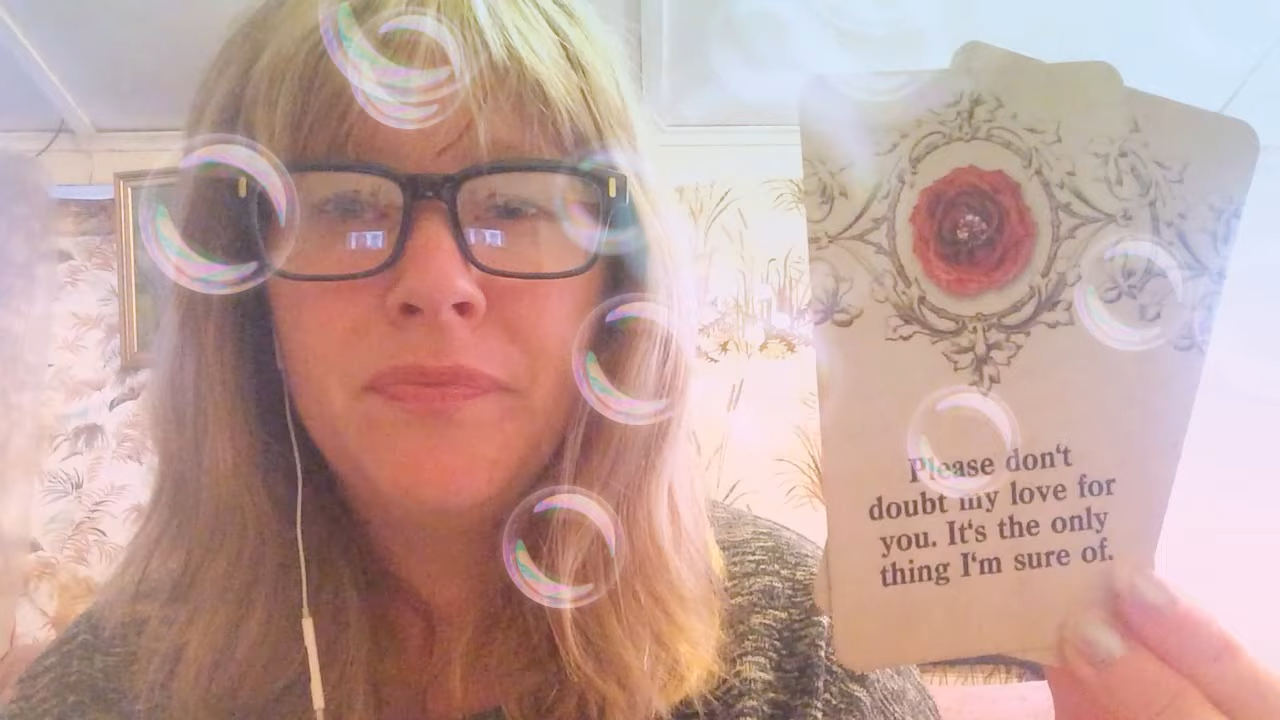 Please don't
doubt my love for
you. It's the only
thing I'm sure of.